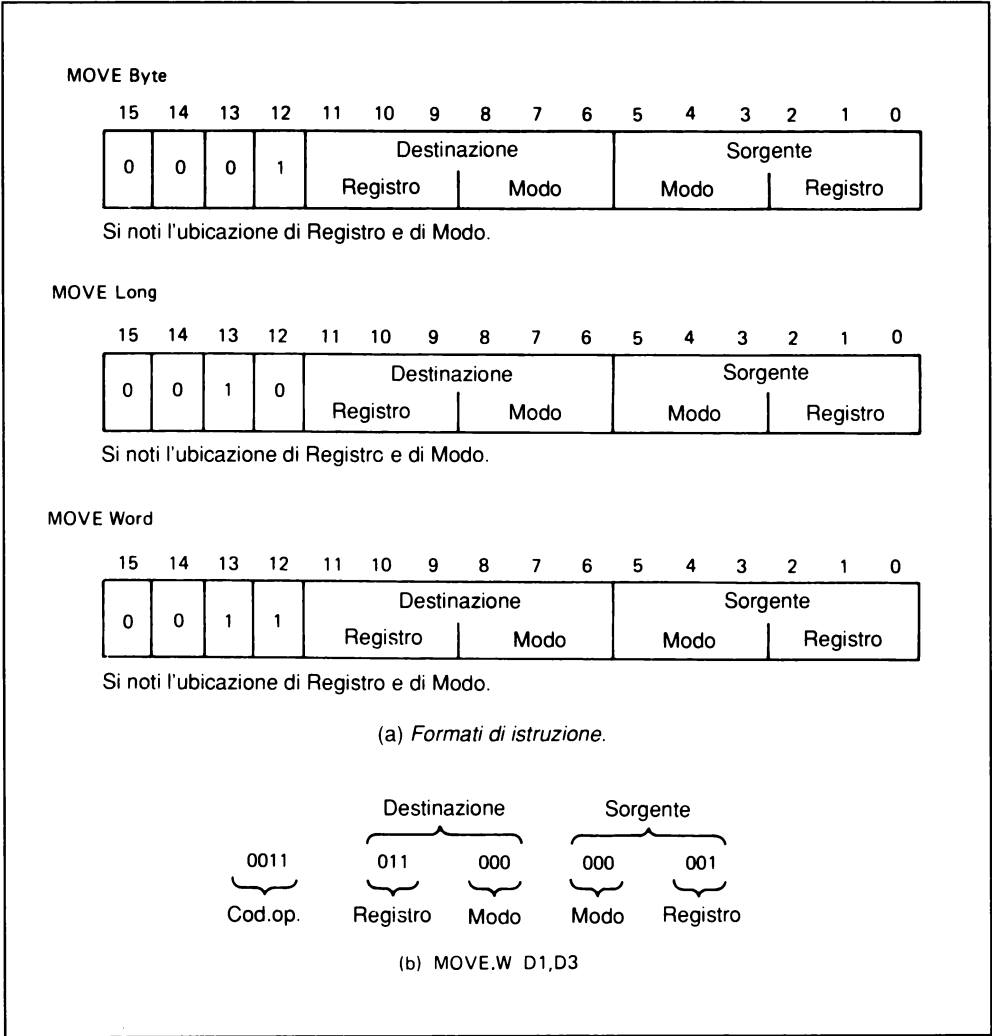 MOVE Byte
15 14 13 12 11 10 9 8 7 6 5 4 3 2 1 0
0 0 0 1 Destinazione Sorgente
Registro Modo Modo Registro
Si noti l'ubicazione di Registro e di Modo.
MOVE Long
15 14 13 12 11 10 9 8 7 6 5 4 3 2 1 0
0 0 1 0 Destinazione Sorgente
Registro Modo Modo Registro
Si noti l'ubicazione di Registro e di Modo.
MOVE Word
15 14 13 12 11 10 9 8 7 6 5 4 3 2 1 0
0 0 1 1 Destinazione Sorgente
Registro Modo Modo Registro
Si noti l'ubicazione di Registro e di Modo.
(a) Formati di istruzione.
Destinazione Sorgente
0011 011 000 000 001
Cod.op. Registro Modo Modo Registro
(b) MOVE.W D1,D3